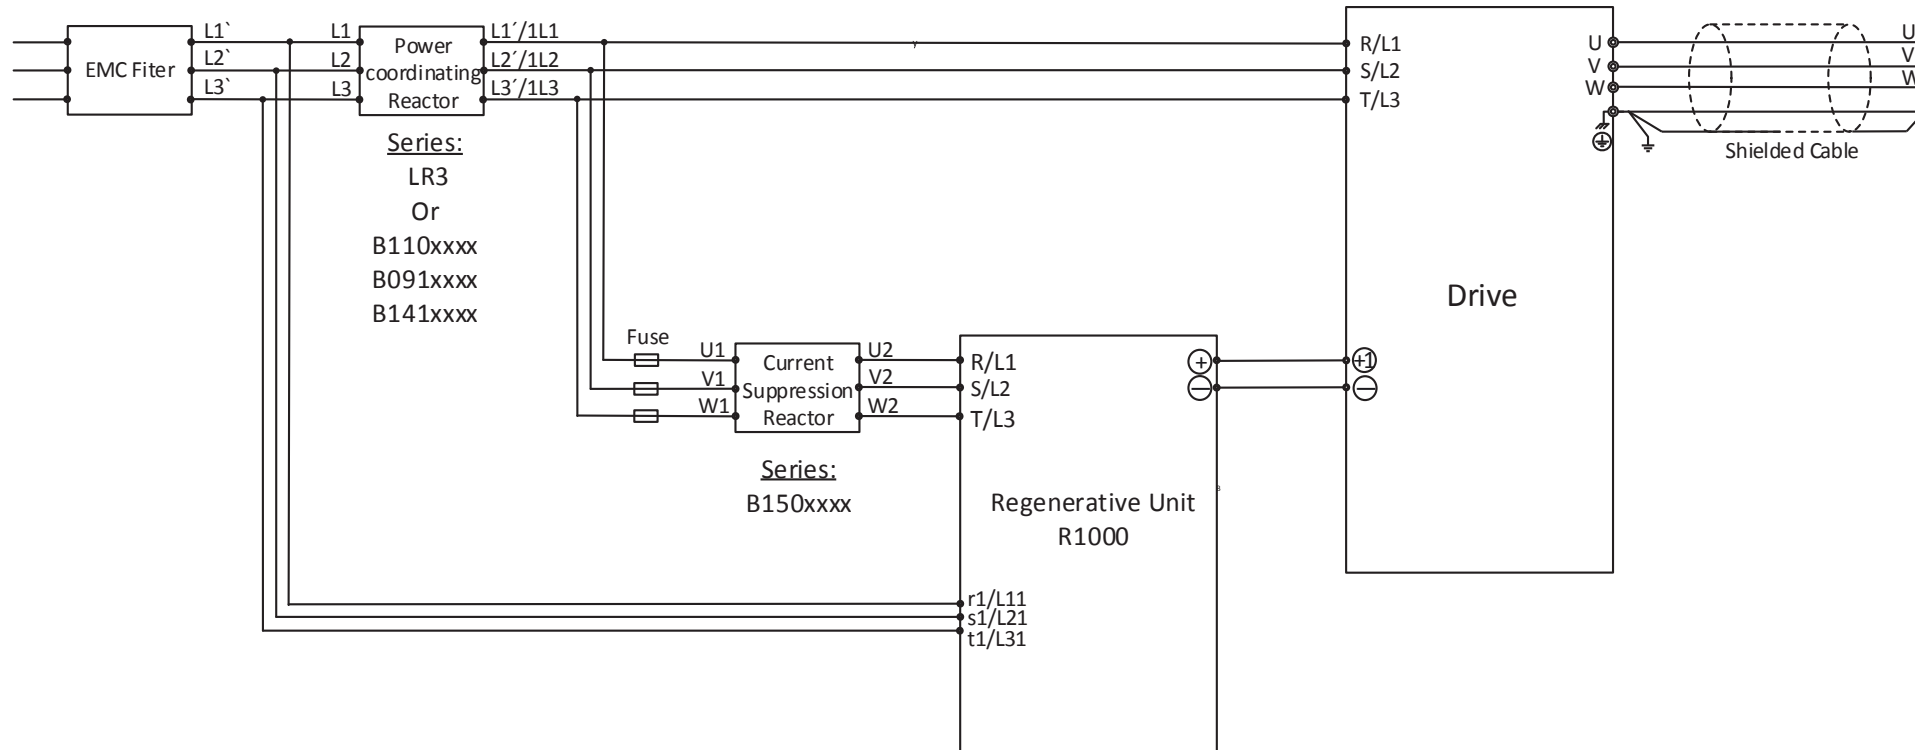 EMC Fiter
L1`
L2`
L3`
L1
L2
L3
Power
coordinating
Reactor
L1´/1L1
L2´/1L2
L3´/1L3
Series:
LR3
Or
B110xxxx
B091xxxx
B141xxxx
Fuse
U1
V1
W1
Current
Suppression
Reactor
U2
V2
W2
Series:
B150xxxx
R/L1
S/L2
T/L3
+
−
Regenerative Unit
R1000
r1/L11
s1/L21
t1/L31
R/L1
S/L2
T/L3
+1
−
Drive
U
V
W
Shielded Cable
U
V
W